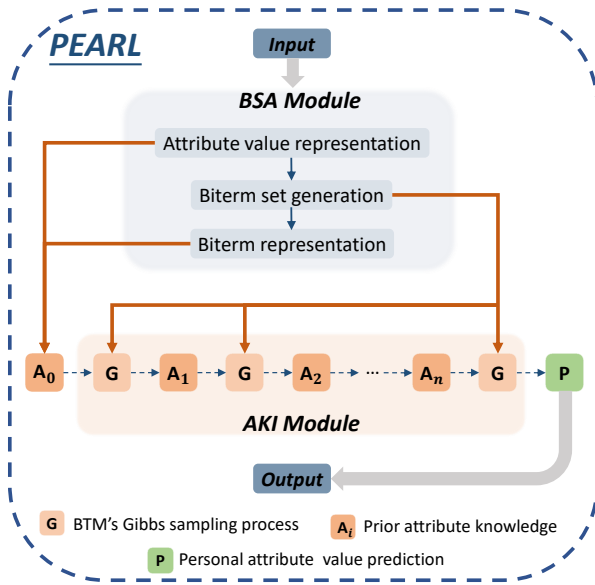 PEARL
Input
BSA Module
Attribute value representation
Biterm set generation
Biterm representation
A₀ G A₁ G A₂ ... Aₙ G P
AKI Module
Output
G BTM's Gibbs sampling process
Aᵢ Prior attribute knowledge
P Personal attribute value prediction